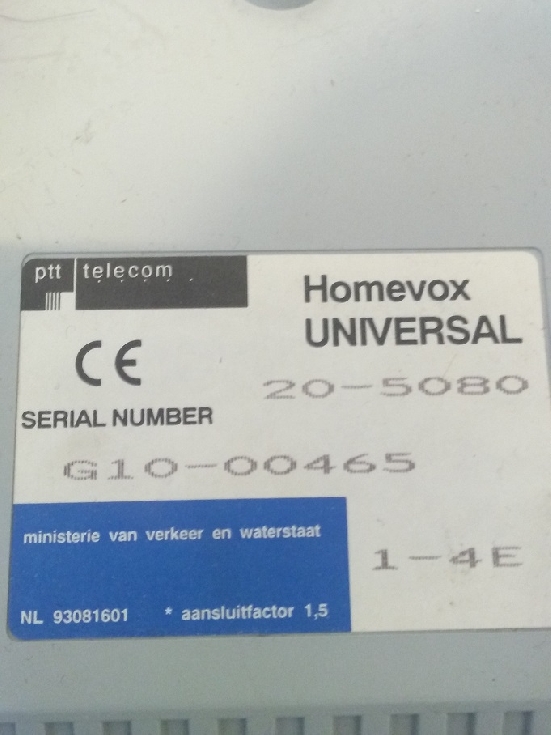 ptt telecom
Homevox
UNIVERSAL
CE
20-5080
SERIAL NUMBER
G10-00465
ministerie van verkeer en waterstaat
1-4E
NL 93081601 * aansluitfactor 1,5